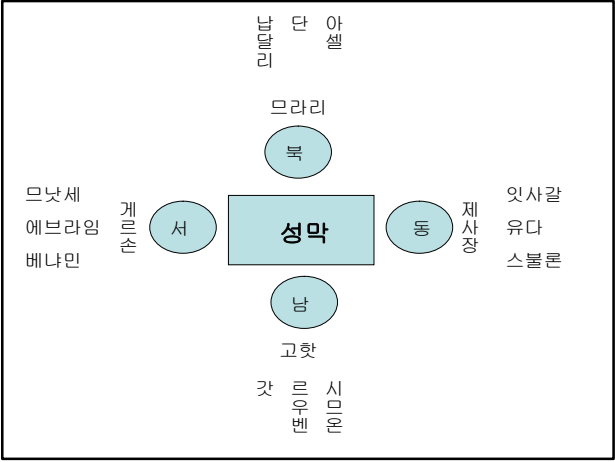 납달리
단
아셀
므라리
북
므낫세
에브라임
베냐민
게르손
서
성막
동
제사장
잇사갈
유다
스불론
남
고핫
갓
르우벤
시므온